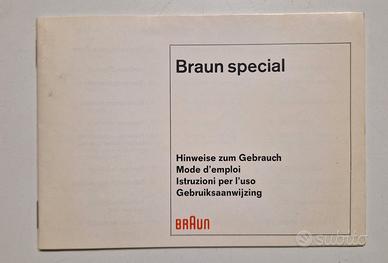 Braun special
Hinweise zum Gebrauch
Mode d'emploi
Istruzioni per l'uso
Gebruiksaanwijzing
BRAUN
subito